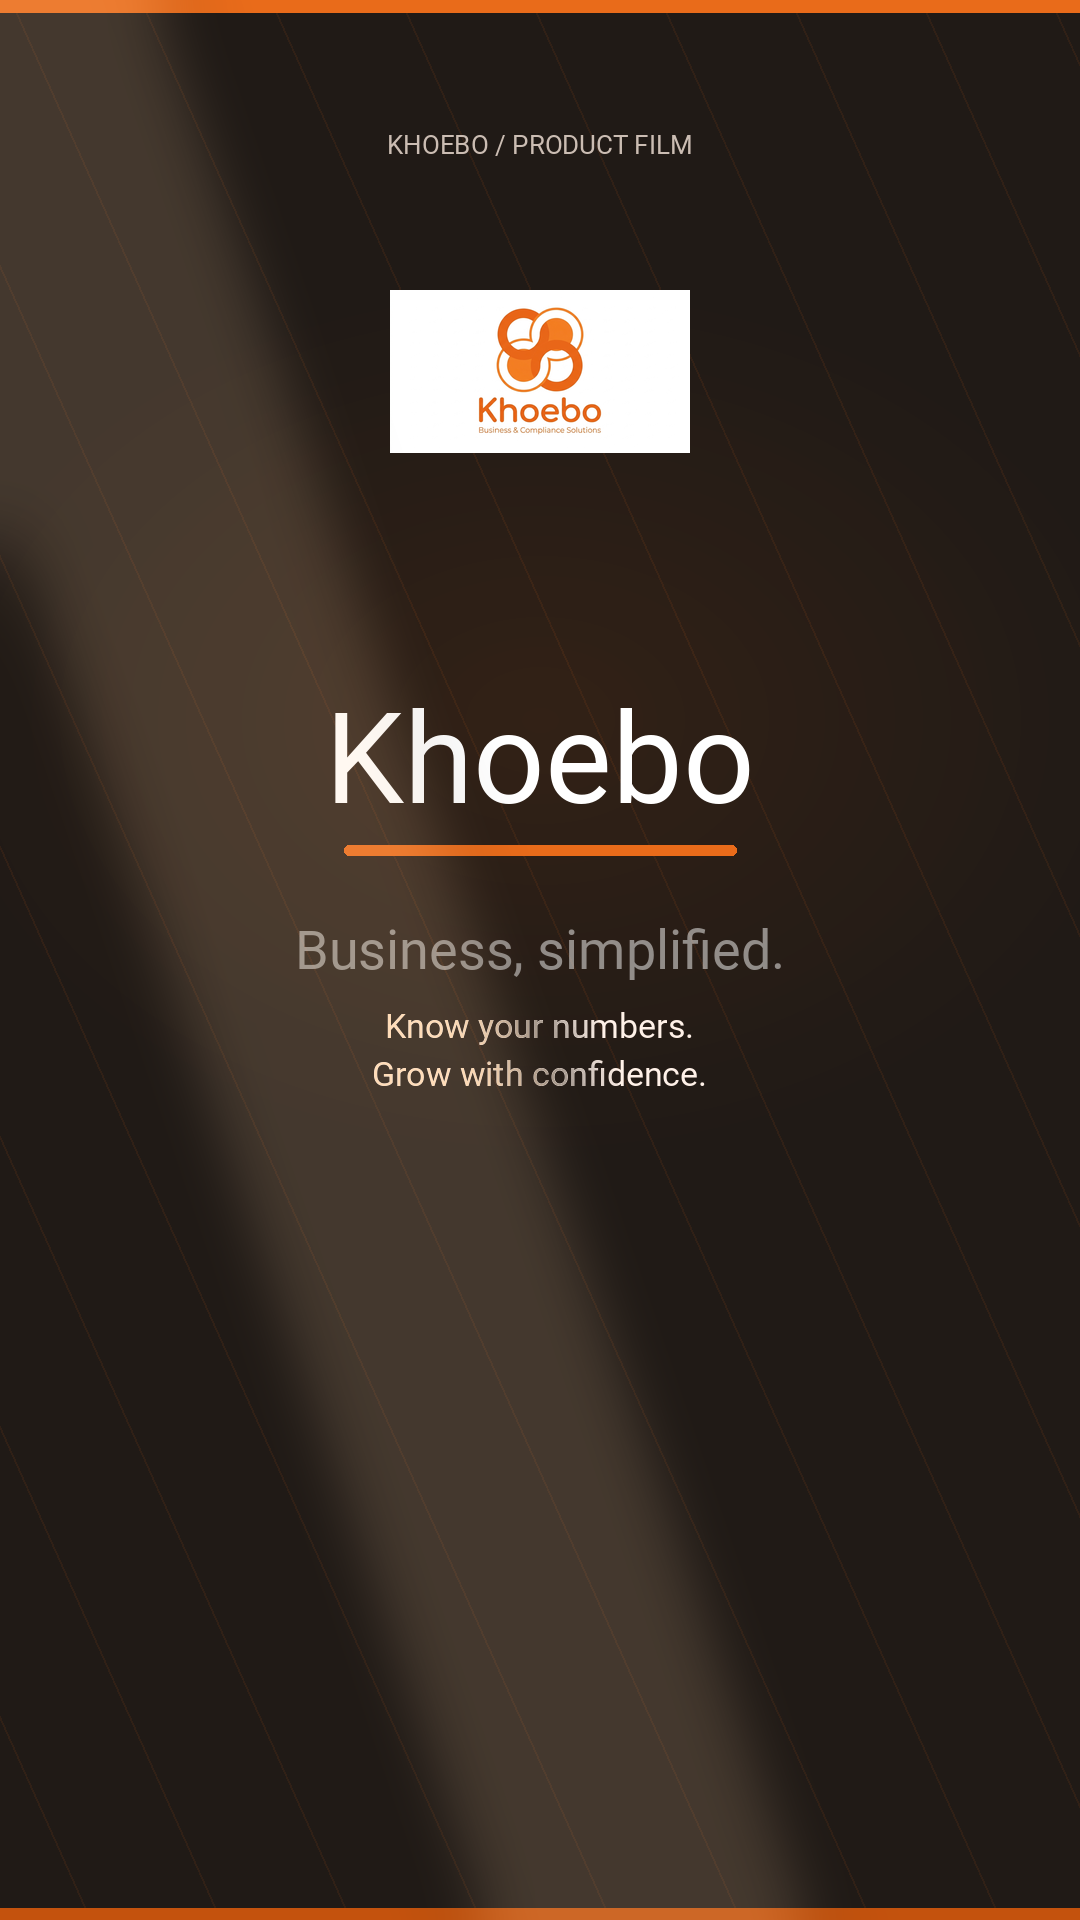 KHOEBO / PRODUCT FILM
Khoebo
Business & Compliance Solutions
Khoebo
Business, simplified.
Know your numbers.
Grow with confidence.